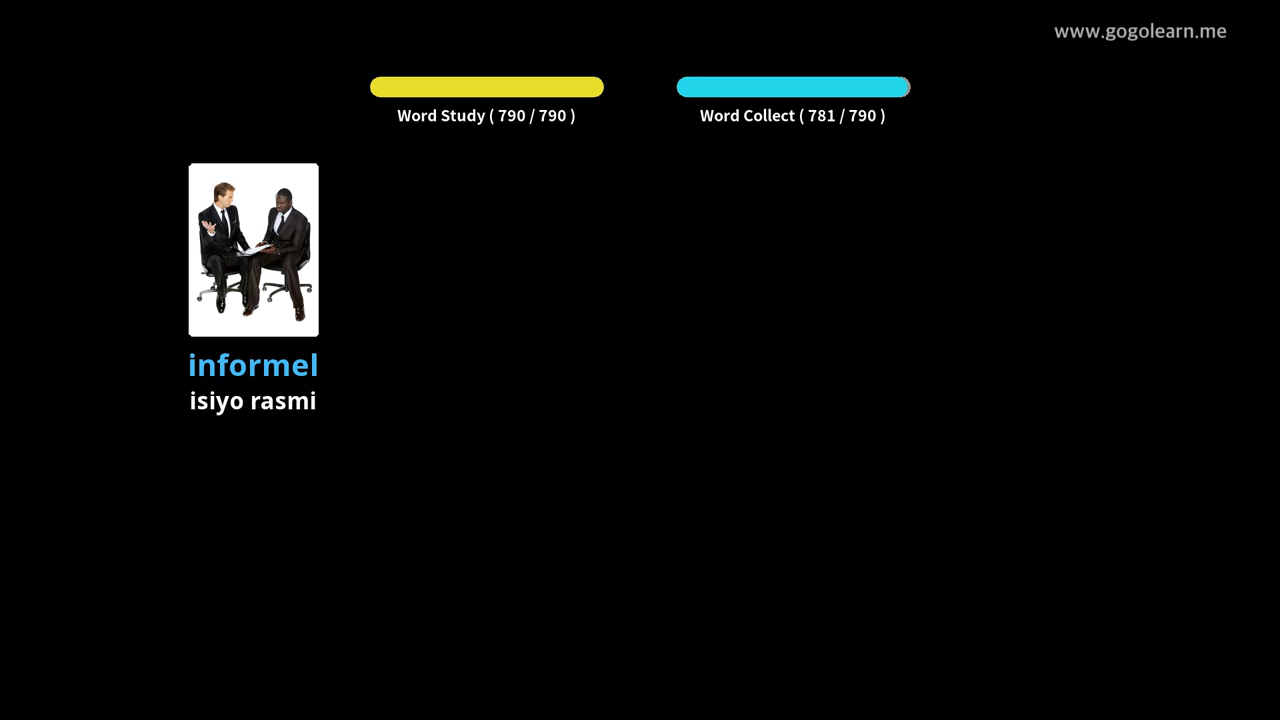 www.gogolearn.me
Word Study ( 790 / 790 )
Word Collect ( 781 / 790 )
informel
isiyo rasmi